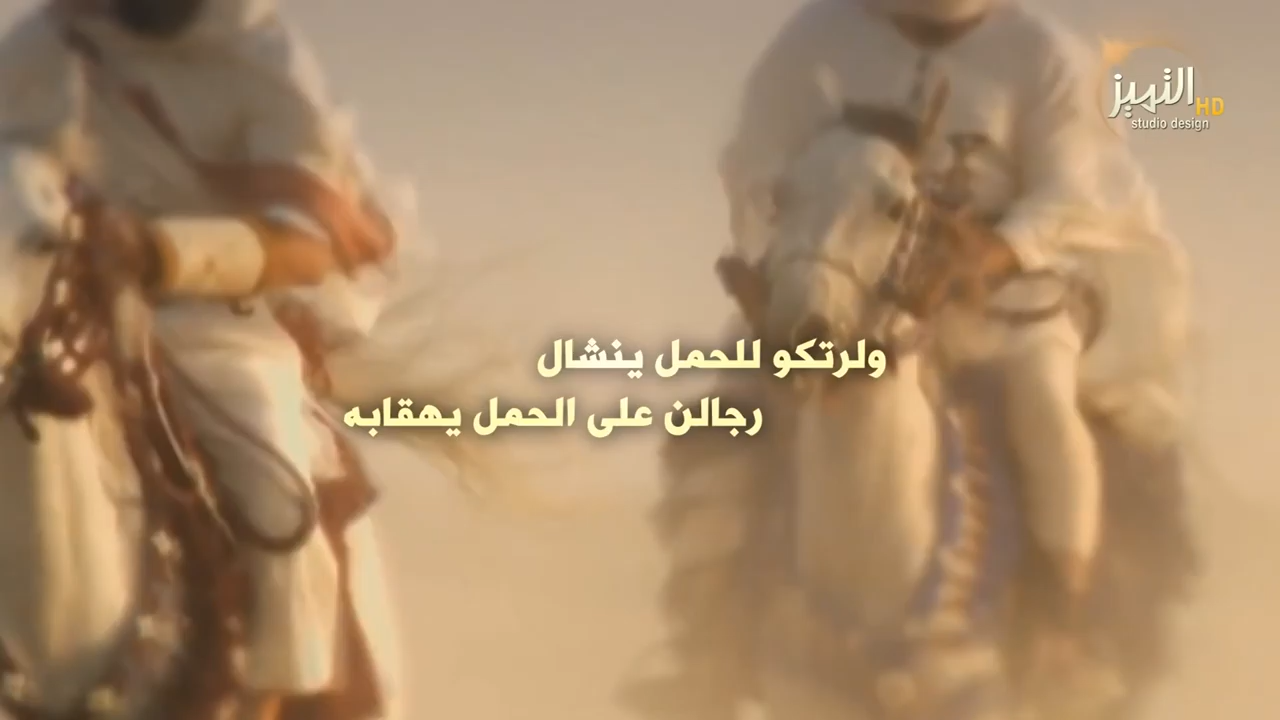 التميز HD
studio design
ولرتكو للحمل ينشال
رجالن على الحمل يهقابه